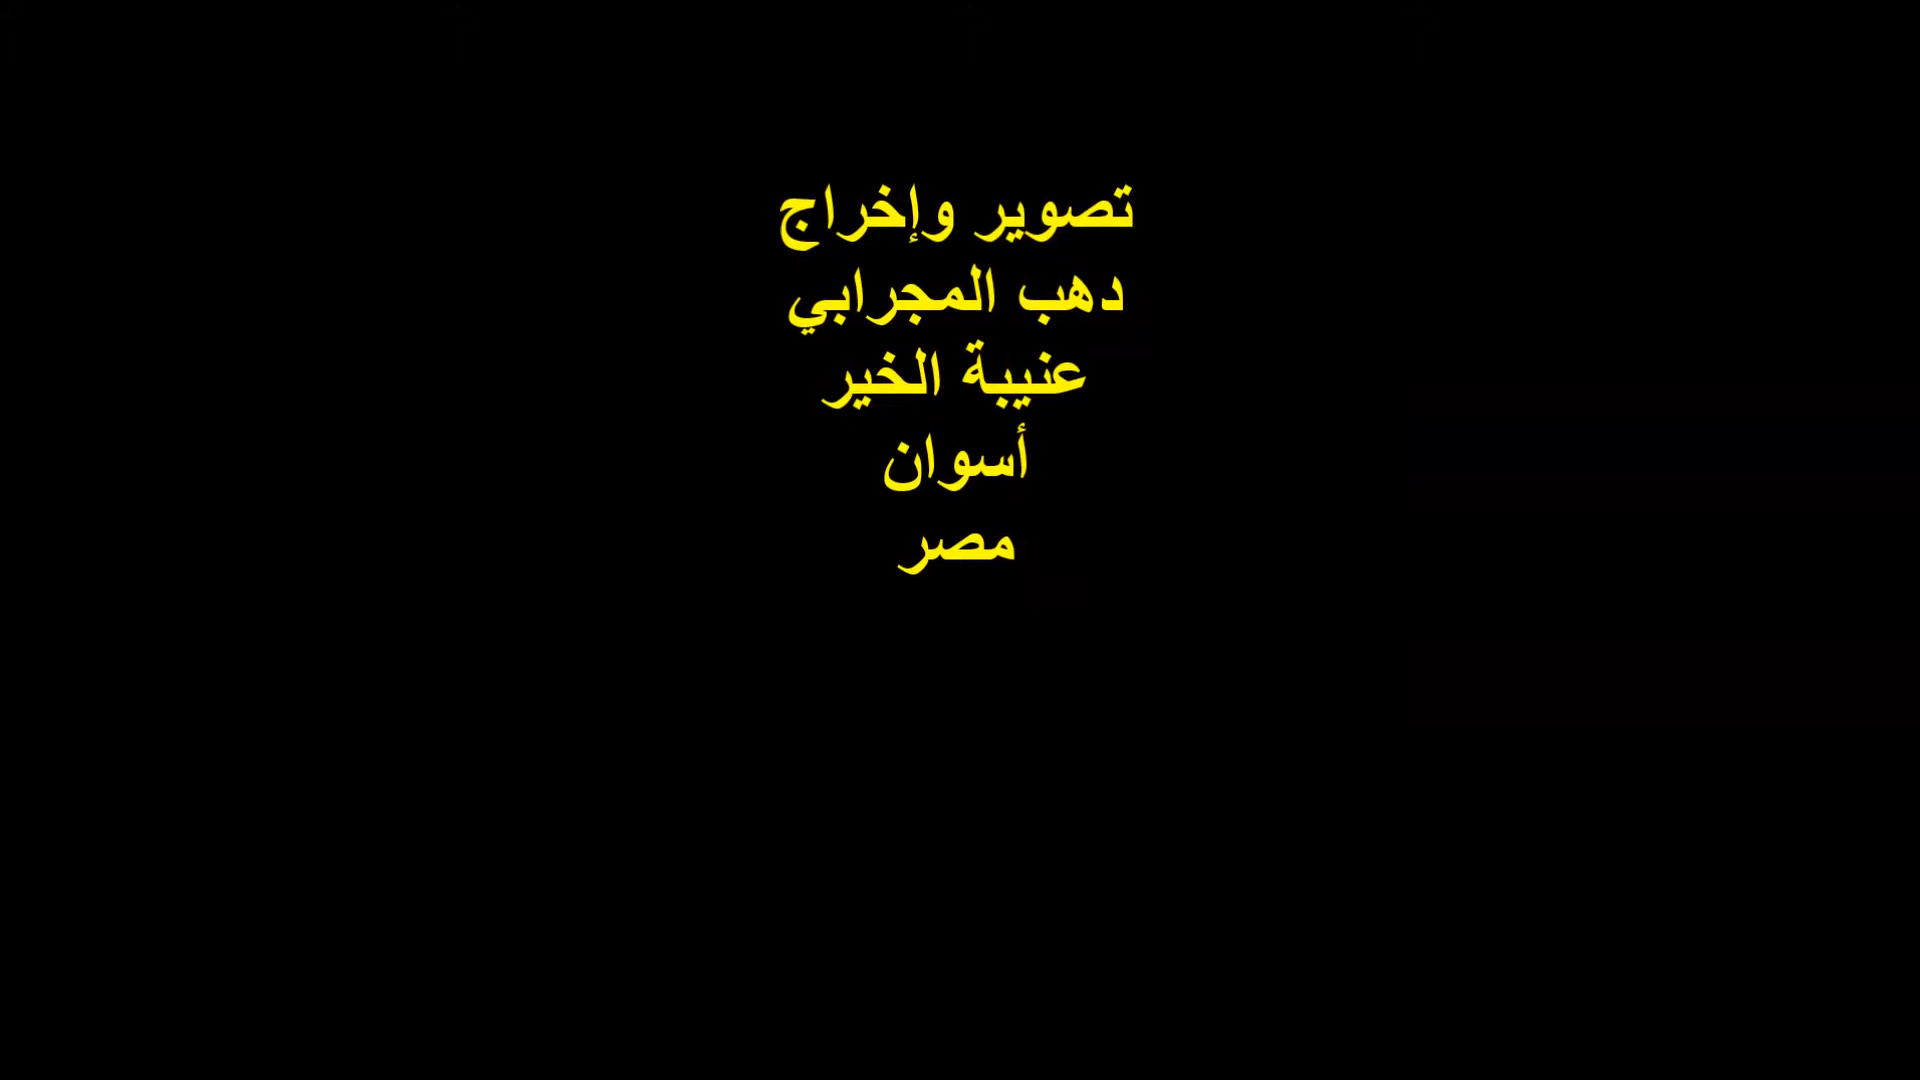 تصوير وإخراج
دهب المجرابي
عنيبة الخير
أسوان
مصر